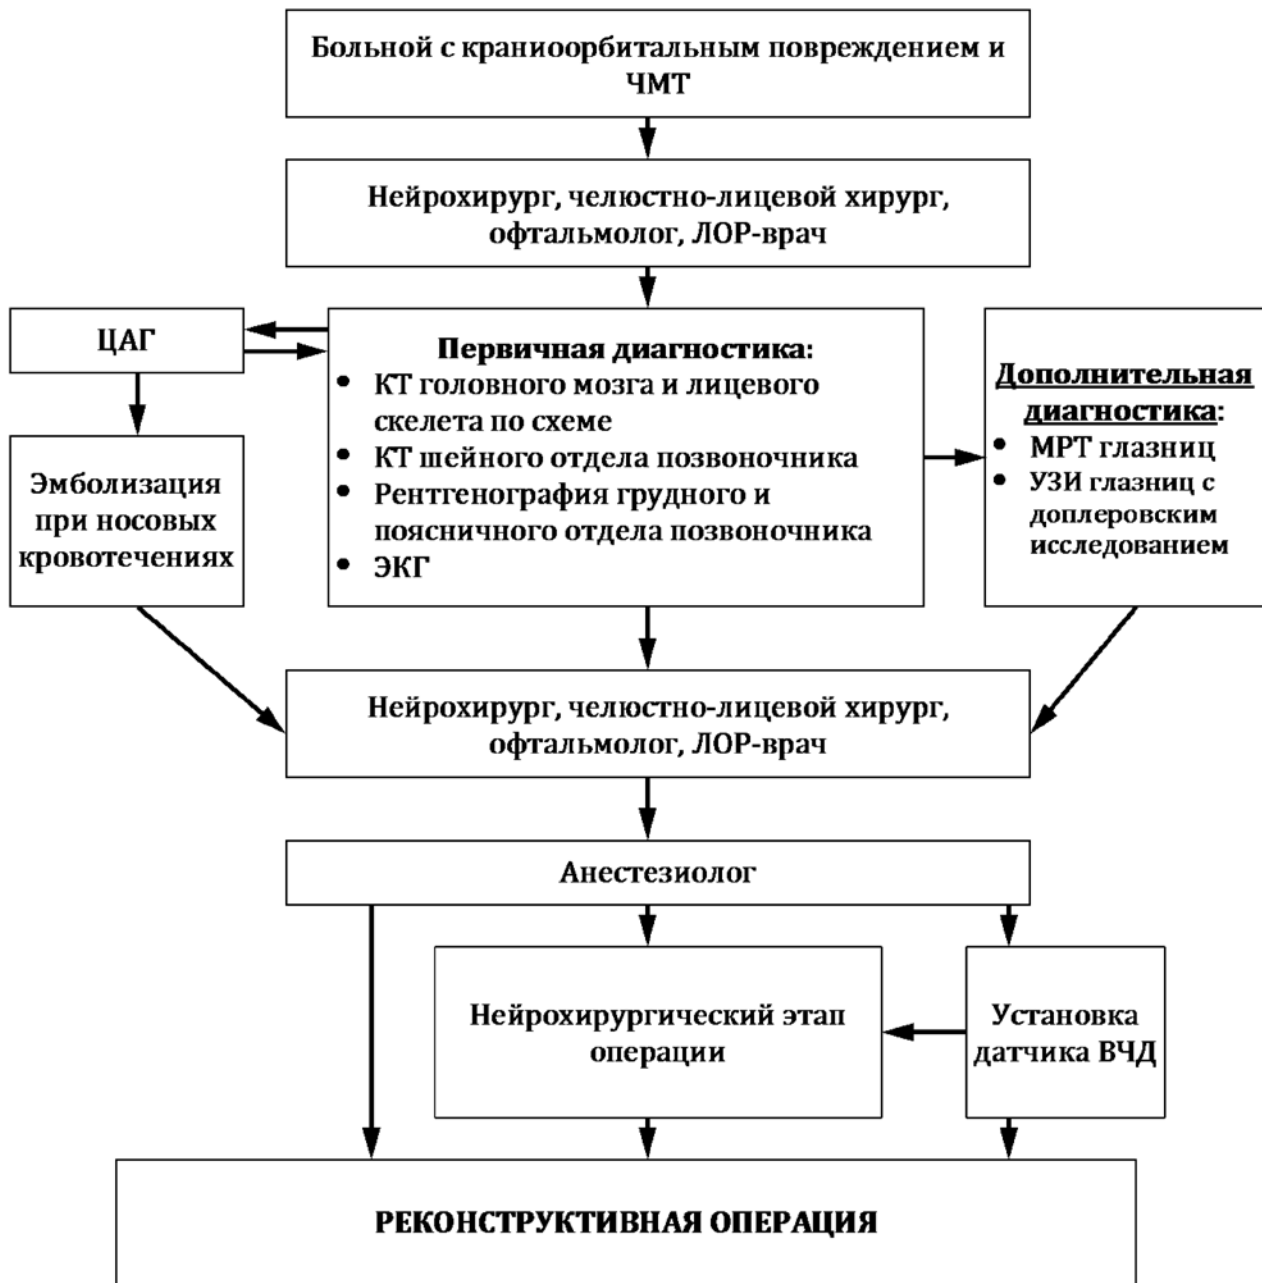 Больной с краниоорбитальным повреждением и
ЧМТ
Нейрохирург, челюстно-лицевой хирург,
офтальмолог, ЛОР-врач
ЦАГ
Эмболизация
при носовых
кровотечениях
Первичная диагностика:
• КТ головного мозга и лицевого
скелета по схеме
• КТ шейного отдела позвоночника
• Рентгенография грудного и
поясничного отдела позвоночника
• ЭКГ
Дополнительная
диагностика:
• МРТ глазниц
• УЗИ глазниц с
доплеровским
исследованием
Нейрохирург, челюстно-лицевой хирург,
офтальмолог, ЛОР-врач
Анестезиолог
Нейрохирургический этап
операции
Установка
датчика ВЧД
РЕКОНСТРУКТИВНАЯ ОПЕРАЦИЯ